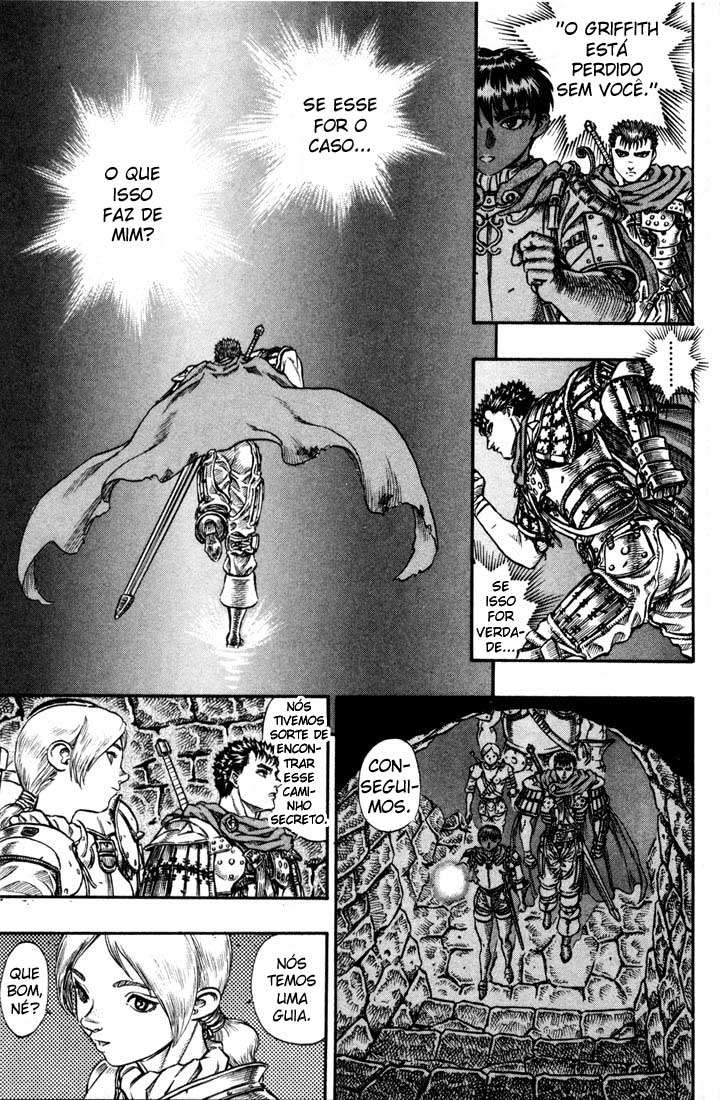 "O GRIFFITH
ESTÁ
PERDIDO
SEM VOCÊ."
........
SE
ISSO
FOR
VERDA-
DE...
SE ESSE
FOR O
CASO...
O QUE
ISSO
FAZ DE
MIM?
CON-
SEGUI-
MOS.
NÓS
TIVEMOS
SORTE DE
ENCON-
TRAR
ESSE
CAMI-
NHO
SECRETO.
NÓS
TEMOS
UMA
GUIA.
QUE
BOM,
NÉ?